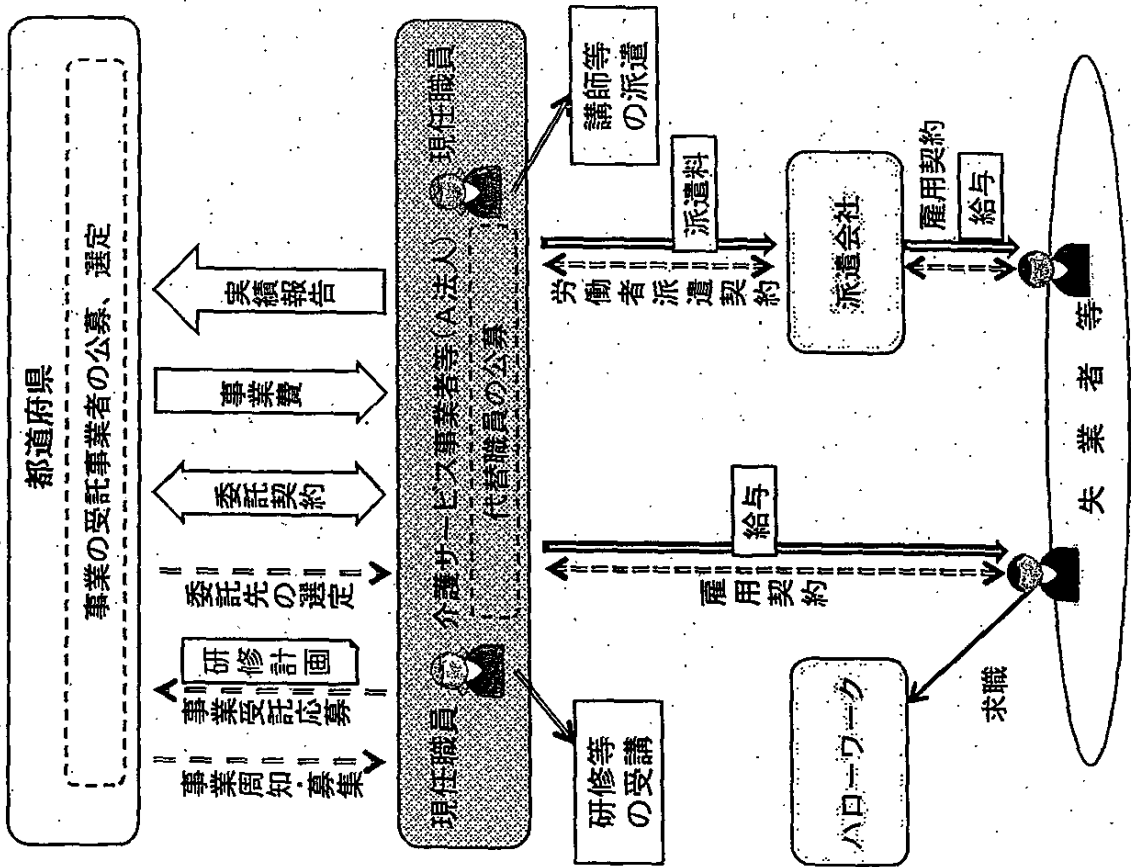 都道府県
事業の受託事業者の公募、選定
事業周知・募集
事業受託応募
研修計画
委託先の選定
委託契約
事業費
実績報告
現任職員
介護サービス事業者等（A法人）
現任職員
代替職員の公募
研修等
の受講
雇用契約
給与
労働者派遣契約
派遣料
講師等
の派遣
ハローワーク
求職
派遣会社
雇用契約
給与
失業者等